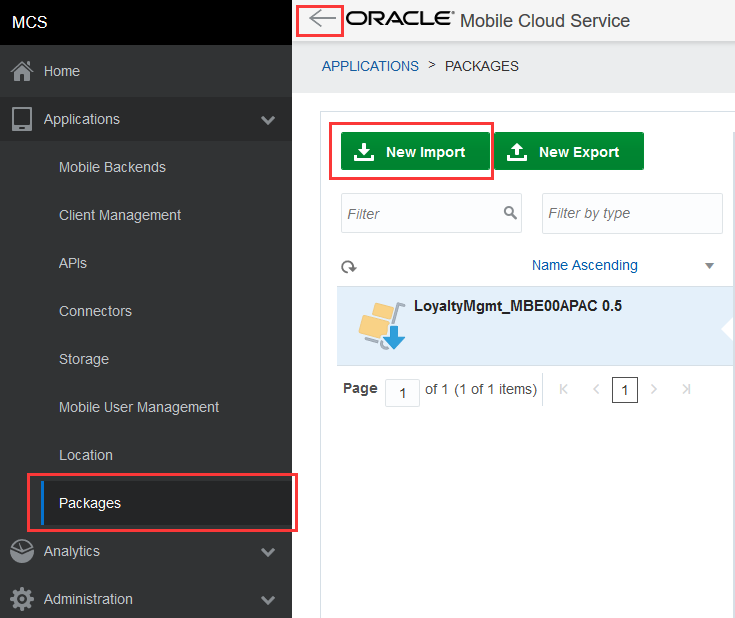 MCS
Home
Applications
Mobile Backends
Client Management
APIs
Connectors
Storage
Mobile User Management
Location
Packages
Analytics
Administration
ORACLE® Mobile Cloud Service
APPLICATIONS > PACKAGES
New Import New Export
Filter Filter by type
Name Ascending
LoyaltyMgmt_MBE00APAC 0.5
Page 1 of 1 (1 of 1 items) 1